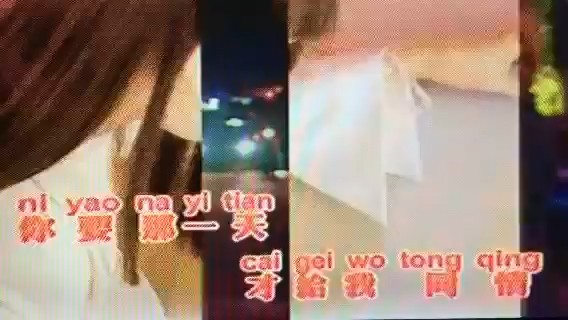 ni yao na yi tian
你要那一天
cai gei wo tong qing
才给我同情